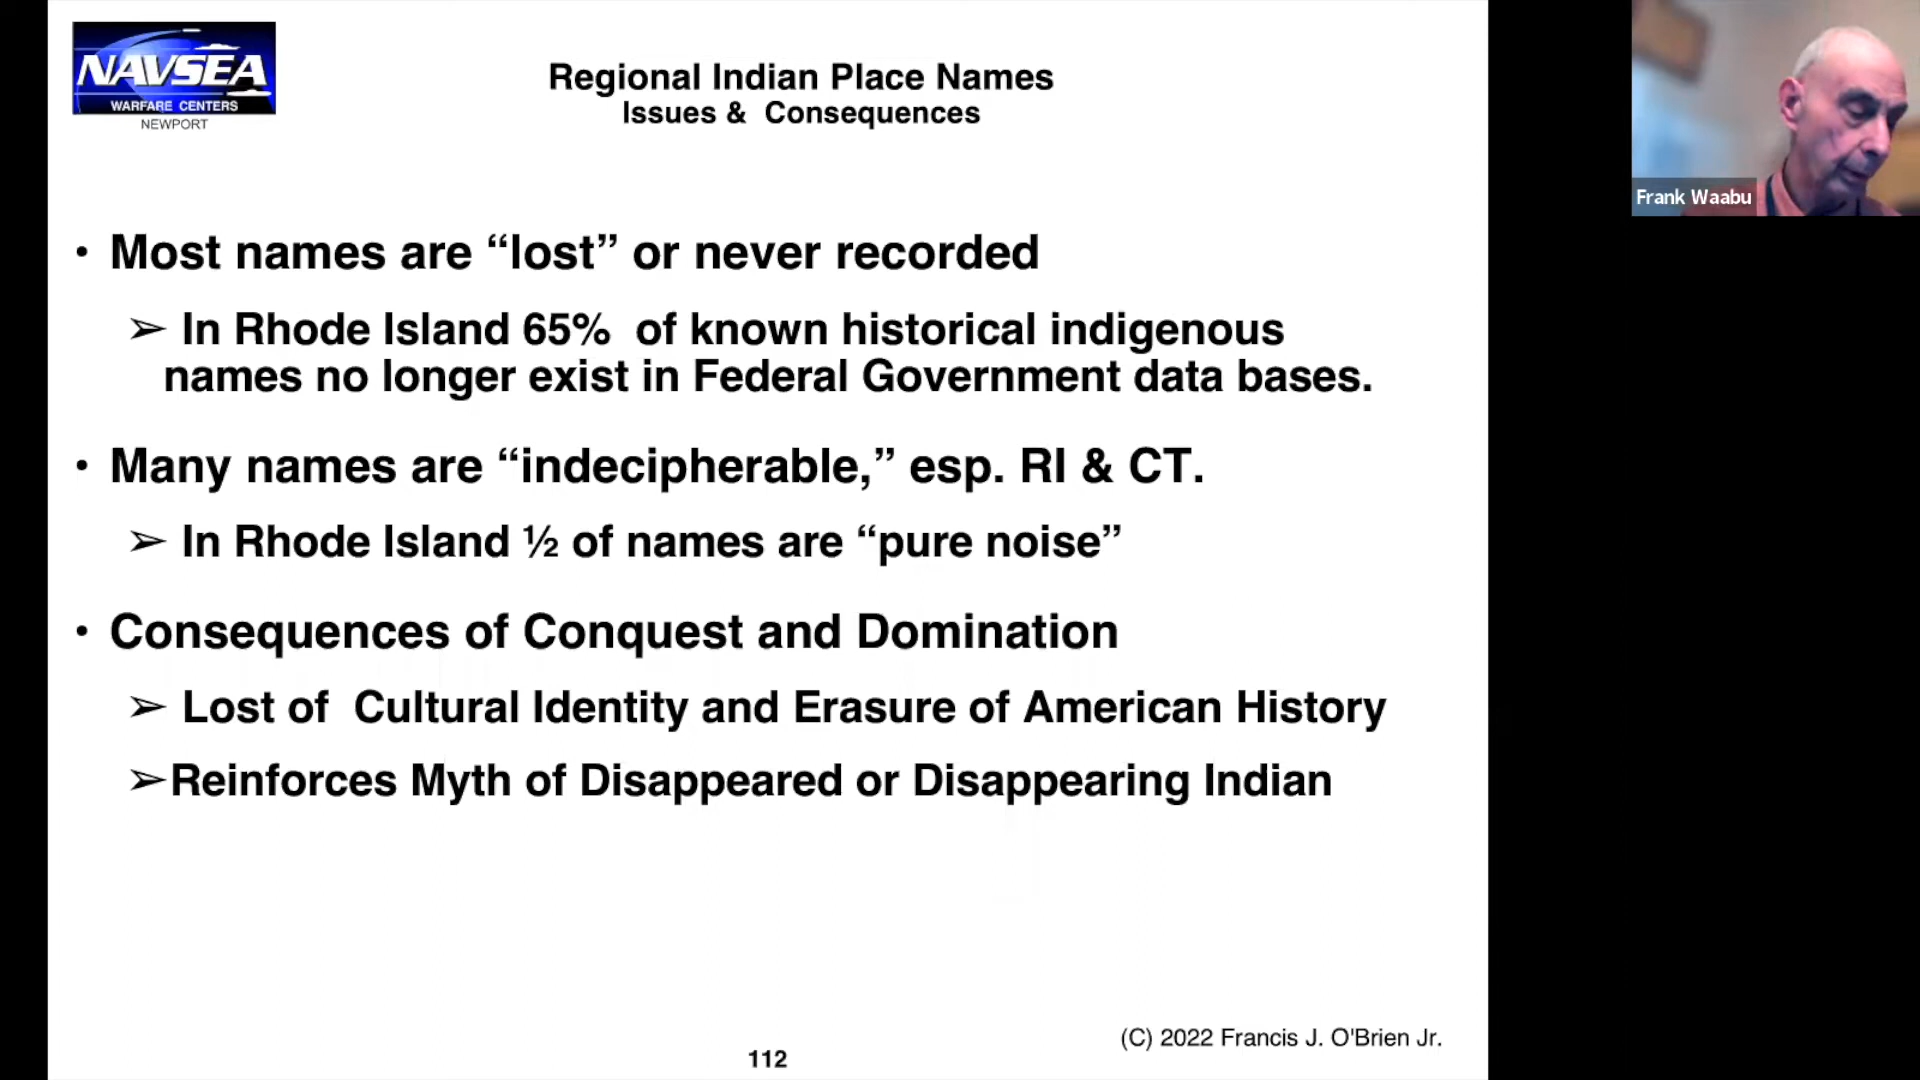 NAVSEA
WARFARE CENTERS
NEWPORT
Regional Indian Place Names
Issues & Consequences
• Most names are “lost” or never recorded
➢ In Rhode Island 65% of known historical indigenous
names no longer exist in Federal Government data bases.
• Many names are “indecipherable,” esp. RI & CT.
➢ In Rhode Island ½ of names are “pure noise”
• Consequences of Conquest and Domination
➢ Lost of Cultural Identity and Erasure of American History
➢Reinforces Myth of Disappeared or Disappearing Indian
(C) 2022 Francis J. O'Brien Jr.
112
Frank Waabu